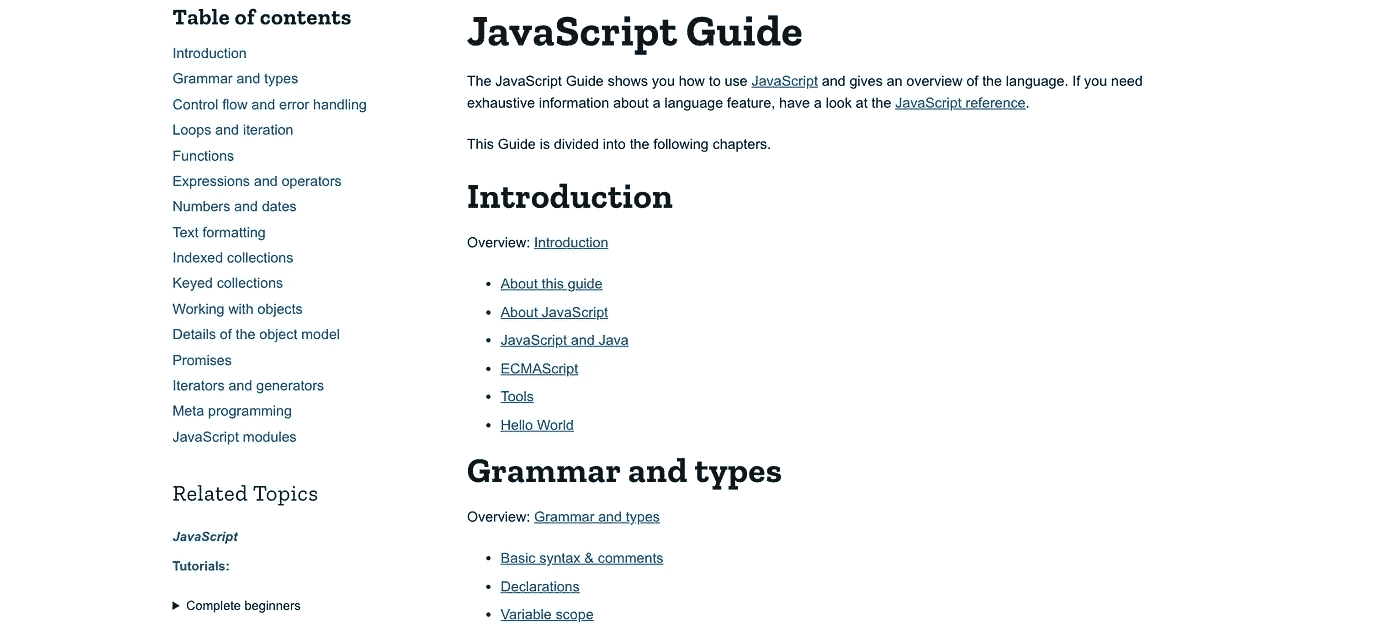 Table of contents
Introduction
Grammar and types
Control flow and error handling
Loops and iteration
Functions
Expressions and operators
Numbers and dates
Text formatting
Indexed collections
Keyed collections
Working with objects
Details of the object model
Promises
Iterators and generators
Meta programming
JavaScript modules
Related Topics
JavaScript
Tutorials:
Complete beginners
JavaScript Guide
The JavaScript Guide shows you how to use JavaScript and gives an overview of the language. If you need
exhaustive information about a language feature, have a look at the JavaScript reference.
This Guide is divided into the following chapters.
Introduction
Overview: Introduction
• About this guide
• About JavaScript
• JavaScript and Java
• ECMAScript
• Tools
• Hello World
Grammar and types
Overview: Grammar and types
• Basic syntax & comments
• Declarations
• Variable scope